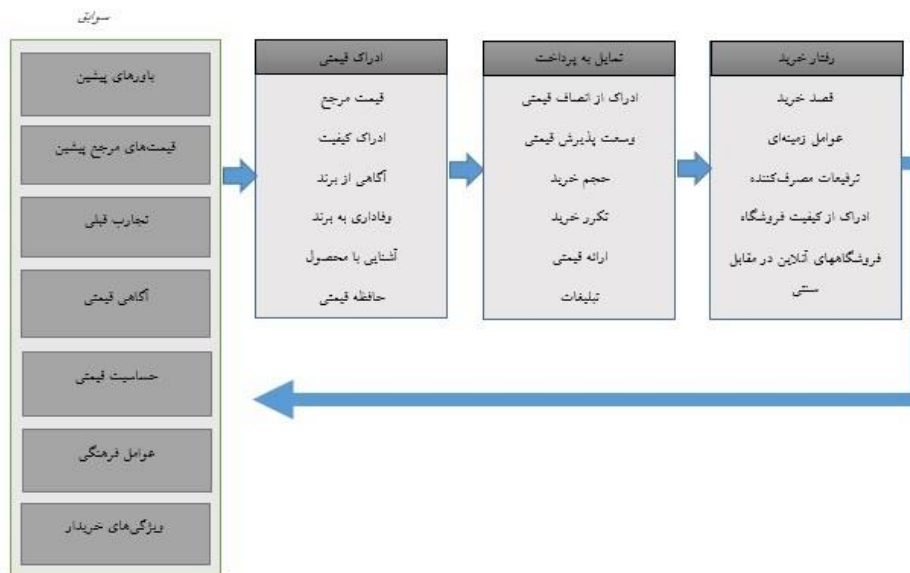 سوابق
باورهای پیشین
قیمت‌های مرجع پیشین
تجارب قبلی
آگاهی قیمتی
حساسیت قیمتی
عوامل فرهنگی
ویژگی‌های خریدار
ادراک قیمتی
قیمت مرجع
ادراک کیفیت
آگاهی از برند
وفاداری به برند
آشنایی با محصول
حافظه قیمتی
تمایل به پرداخت
ادراک از انصاف قیمتی
وسعت پذیرش قیمتی
حجم خرید
تکرر خرید
ارائه قیمتی
تبلیغات
رفتار خرید
قصد خرید
عوامل زمینه‌ای
ترفیعات مصرف‌کننده
ادراک از کیفیت فروشگاه
فروشگاههای آنلاین در مقابل
سنتی